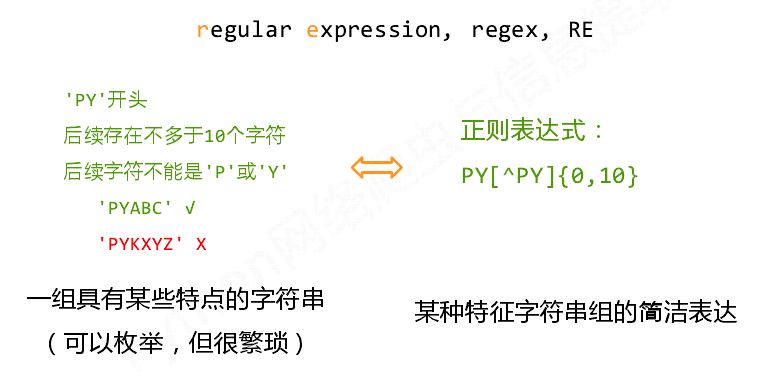 regular expression, regex, RE
'PY'开头
后续存在不多于10个字符
后续字符不能是'P'或'Y'
'PYABC' √
'PYKXYZ' X
正则表达式：
PY[^PY]{0,10}
一组具有某些特点的字符串
（可以枚举，但很繁琐）
某种特征字符串组的简洁表达